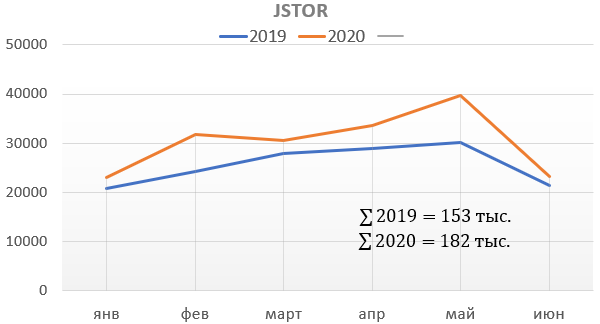 JSTOR
2019 2020
50000
40000
30000
20000
10000
0
∑ 2019 = 153 тыс.
∑ 2020 = 182 тыс.
янв фев март апр май июн